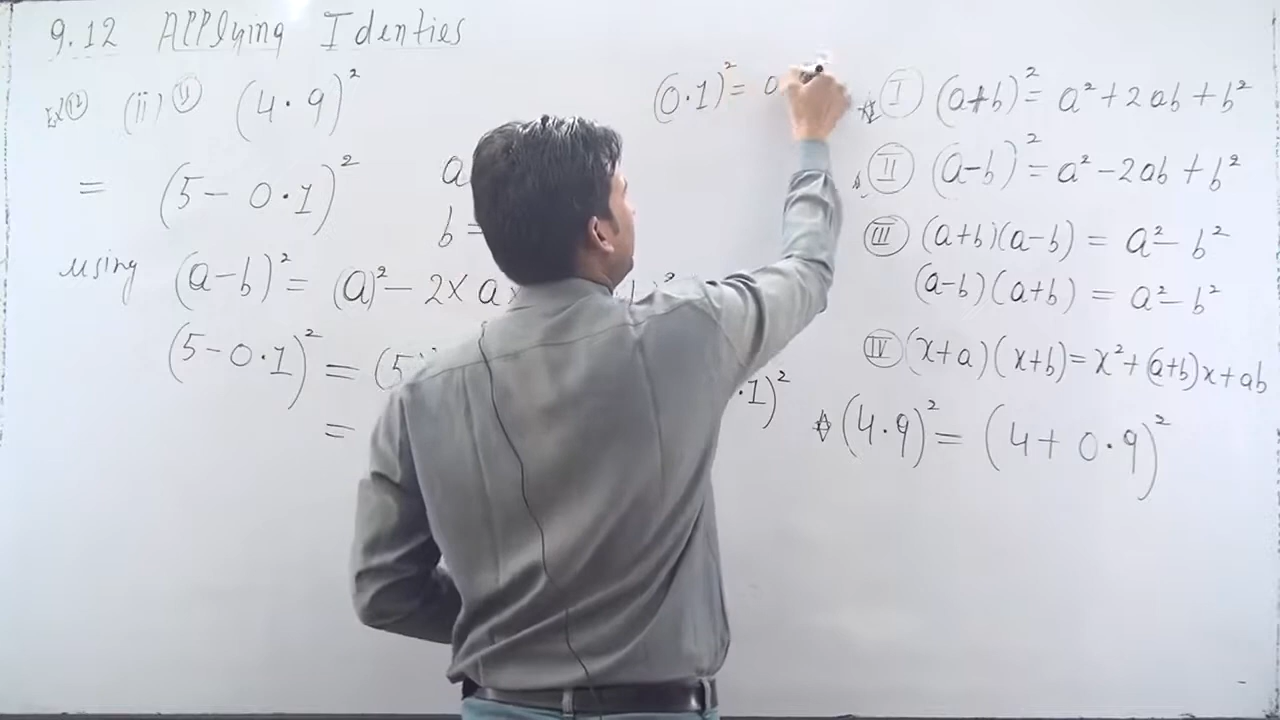 9.12 Applying Identies
Ex 12 (ii) (4.9)²
= (5 - 0.1)² a
b =
using (a-b)² = (a)² - 2 × a × b)²
(5 - 0.1)² = (5)² .1)²
=
(0.1)² = 0
I (a+b)² = a² + 2ab + b²
II (a-b)² = a² - 2ab + b²
III (a+b)(a-b) = a² - b²
(a-b)(a+b) = a² - b²
IV (x+a)(x+b) = x² + (a+b)x + ab
(4.9)² = (4 + 0.9)²